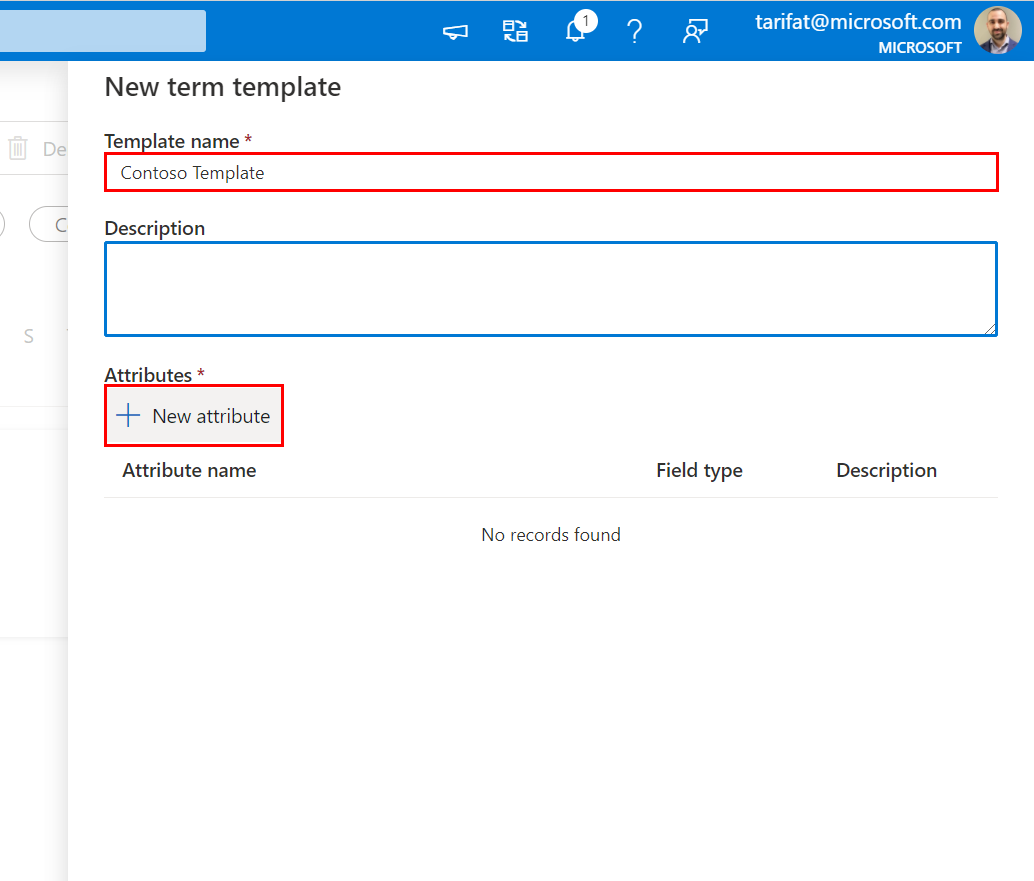 1
tarifat@microsoft.com
MICROSOFT
New term template
Template name *
Contoso Template
De
Description
C
S
Attributes *
New attribute
Attribute name Field type Description
No records found